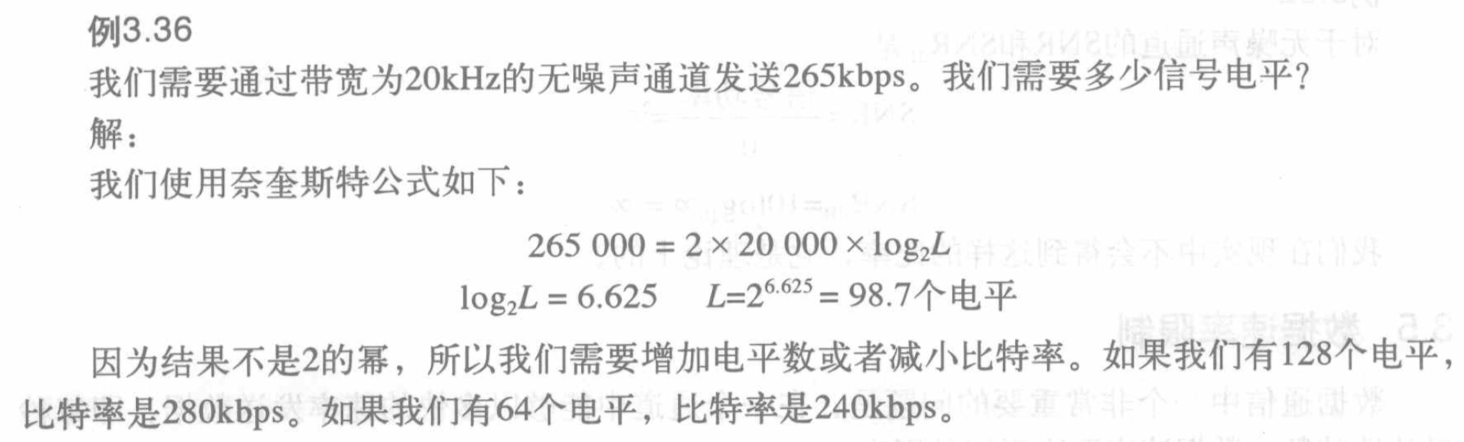 例3.36
我们需要通过带宽为20kHz的无噪声通道发送265kbps。我们需要多少信号电平？
解：
我们使用奈奎斯特公式如下：
265 000 = 2 × 20 000 × log₂L
log₂L = 6.625 L=2^6.625 = 98.7个电平
因为结果不是2的幂，所以我们需要增加电平数或者减小比特率。如果我们有128个电平，
比特率是280kbps。如果我们有64个电平，比特率是240kbps。